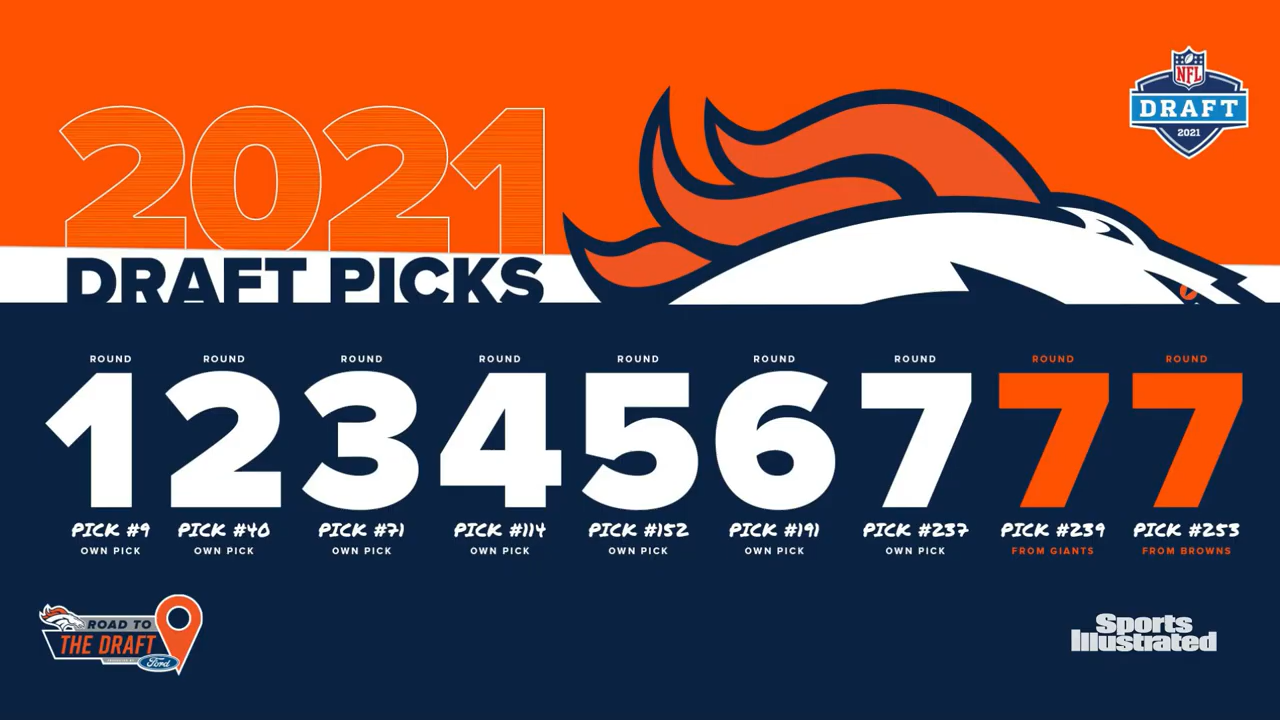 NFL
DRAFT
2021
2021
DRAFT PICKS
ROUND ROUND ROUND ROUND ROUND ROUND ROUND ROUND ROUND
1 2 3 4 5 6 7 7 7
PICK #9 PICK #40 PICK #71 PICK #114 PICK #152 PICK #191 PICK #237 PICK #239 PICK #253
OWN PICK OWN PICK OWN PICK OWN PICK OWN PICK OWN PICK OWN PICK FROM GIANTS FROM BROWNS
ROAD TO
THE DRAFT
Ford
Sports
Illustrated